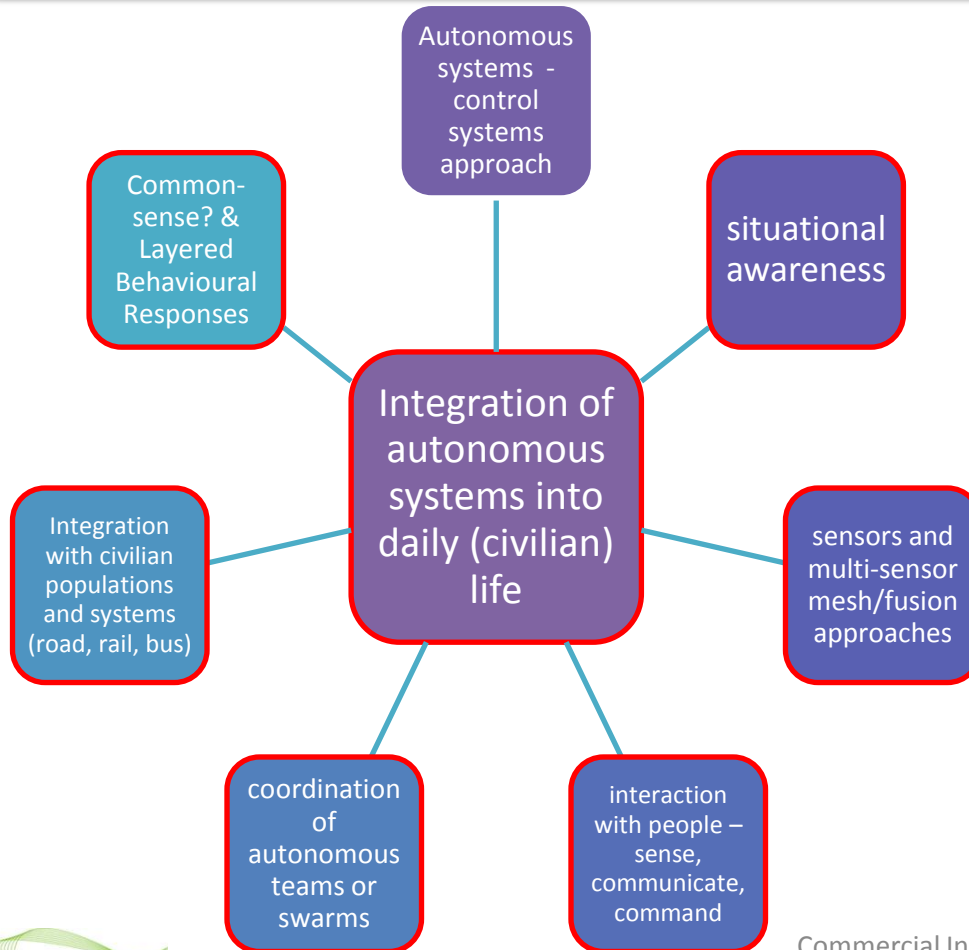 Autonomous
systems  -
control
systems
approach
Common-
sense? &
Layered
Behavioural
Responses
situational
awareness
Integration of
autonomous
systems into
daily (civilian)
life
Integration
with civilian
populations
and systems
(road, rail, bus)
sensors and
multi-sensor
mesh/fusion
approaches
coordination
of
autonomous
teams or
swarms
interaction
with people –
sense,
communicate,
command
Commercial In